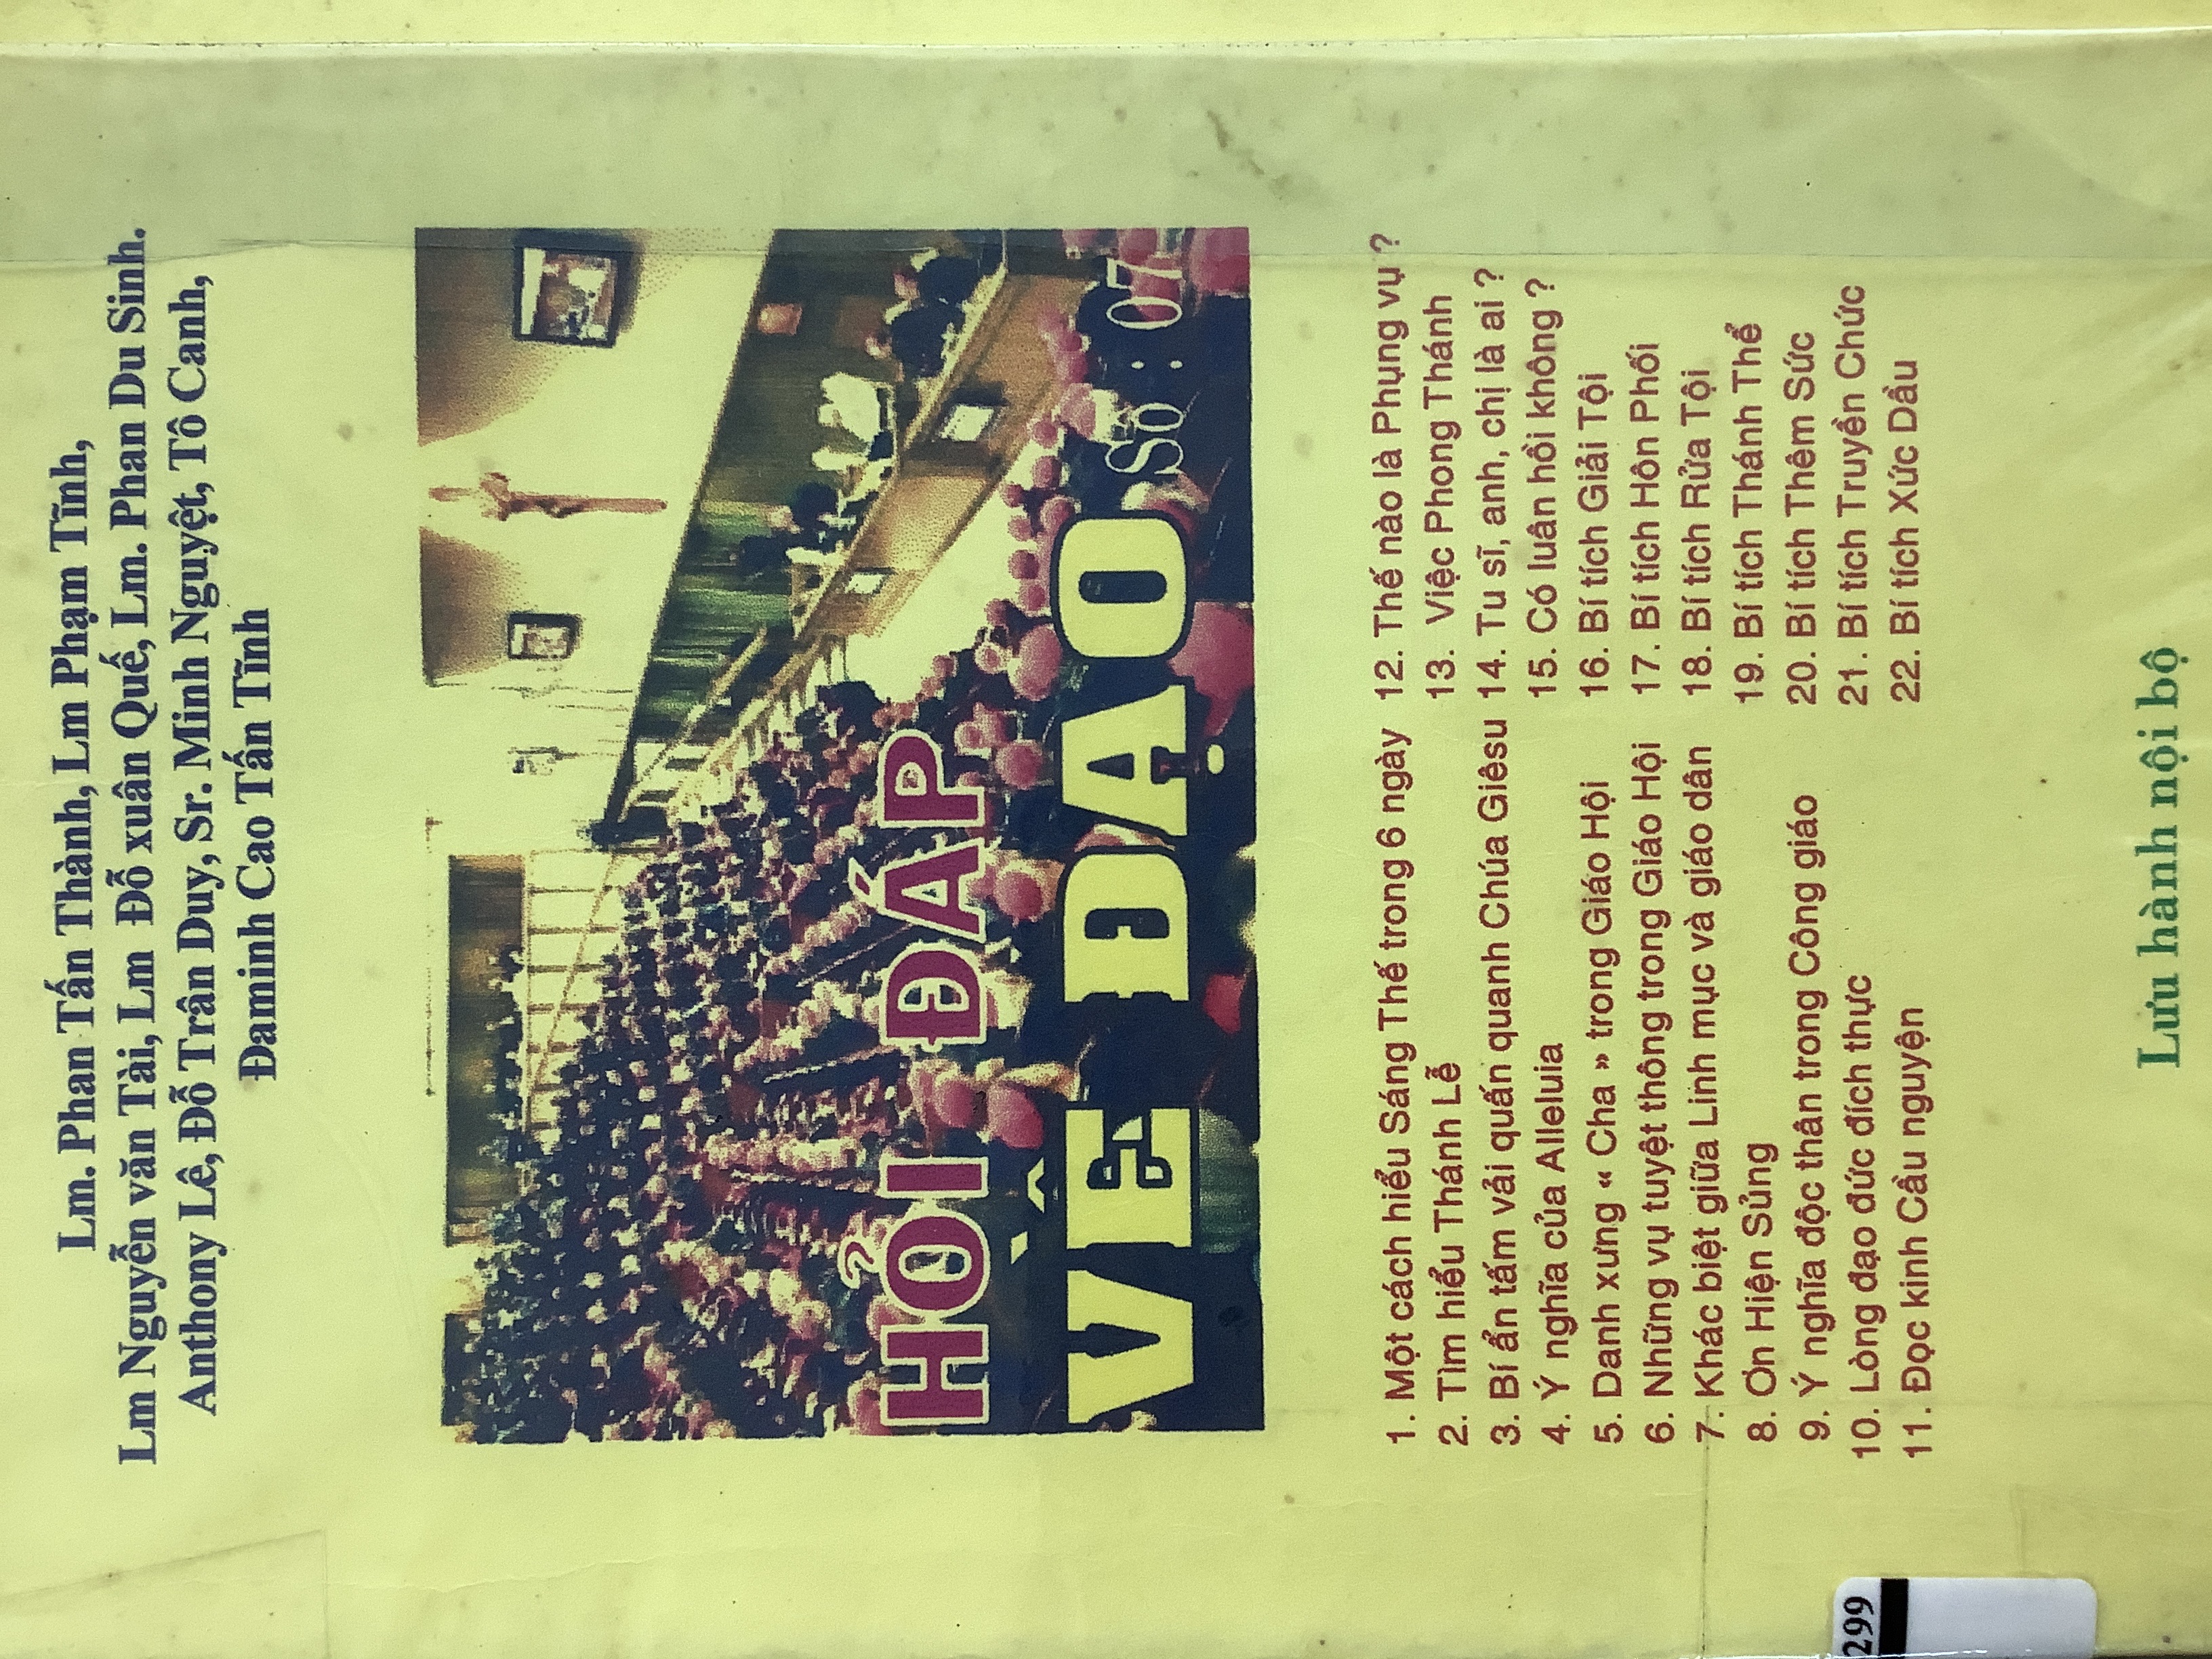 Lm. Phan Tấn Thành, Lm Phạm Tĩnh,
Lm Nguyễn văn Tài, Lm Đỗ xuân Quế, Lm. Phan Du Sinh.
Anthony Lê, Đỗ Trân Duy, Sr. Minh Nguyệt, Tô Canh,
Đaminh Cao Tấn Tĩnh
HỎI ĐÁP
VỀ ĐẠO Số : 07
1. Một cách hiểu Sáng Thế trong 6 ngày
2. Tìm hiểu Thánh Lễ
3. Bí ẩn tấm vải quấn quanh Chúa Giêsu
4. Ý nghĩa của Alleluia
5. Danh xưng « Cha » trong Giáo Hội
6. Những vụ tuyệt thông trong Giáo Hội
7. Khác biệt giữa Linh mục và giáo dân
8. Ơn Hiện Sủng
9. Ý nghĩa độc thân trong Công giáo
10. Lòng đạo đức đích thực
11. Đọc kinh Cầu nguyện
12. Thế nào là Phụng vụ ?
13. Việc Phong Thánh
14. Tu sĩ, anh, chị là ai ?
15. Có luân hồi không ?
16. Bí tích Giải Tội
17. Bí tích Hôn Phối
18. Bí tích Rửa Tội
19. Bí tích Thánh Thể
20. Bí tích Thêm Sức
21. Bí tích Truyền Chức
22. Bí tích Xức Dầu
Lưu hành nội bộ
299